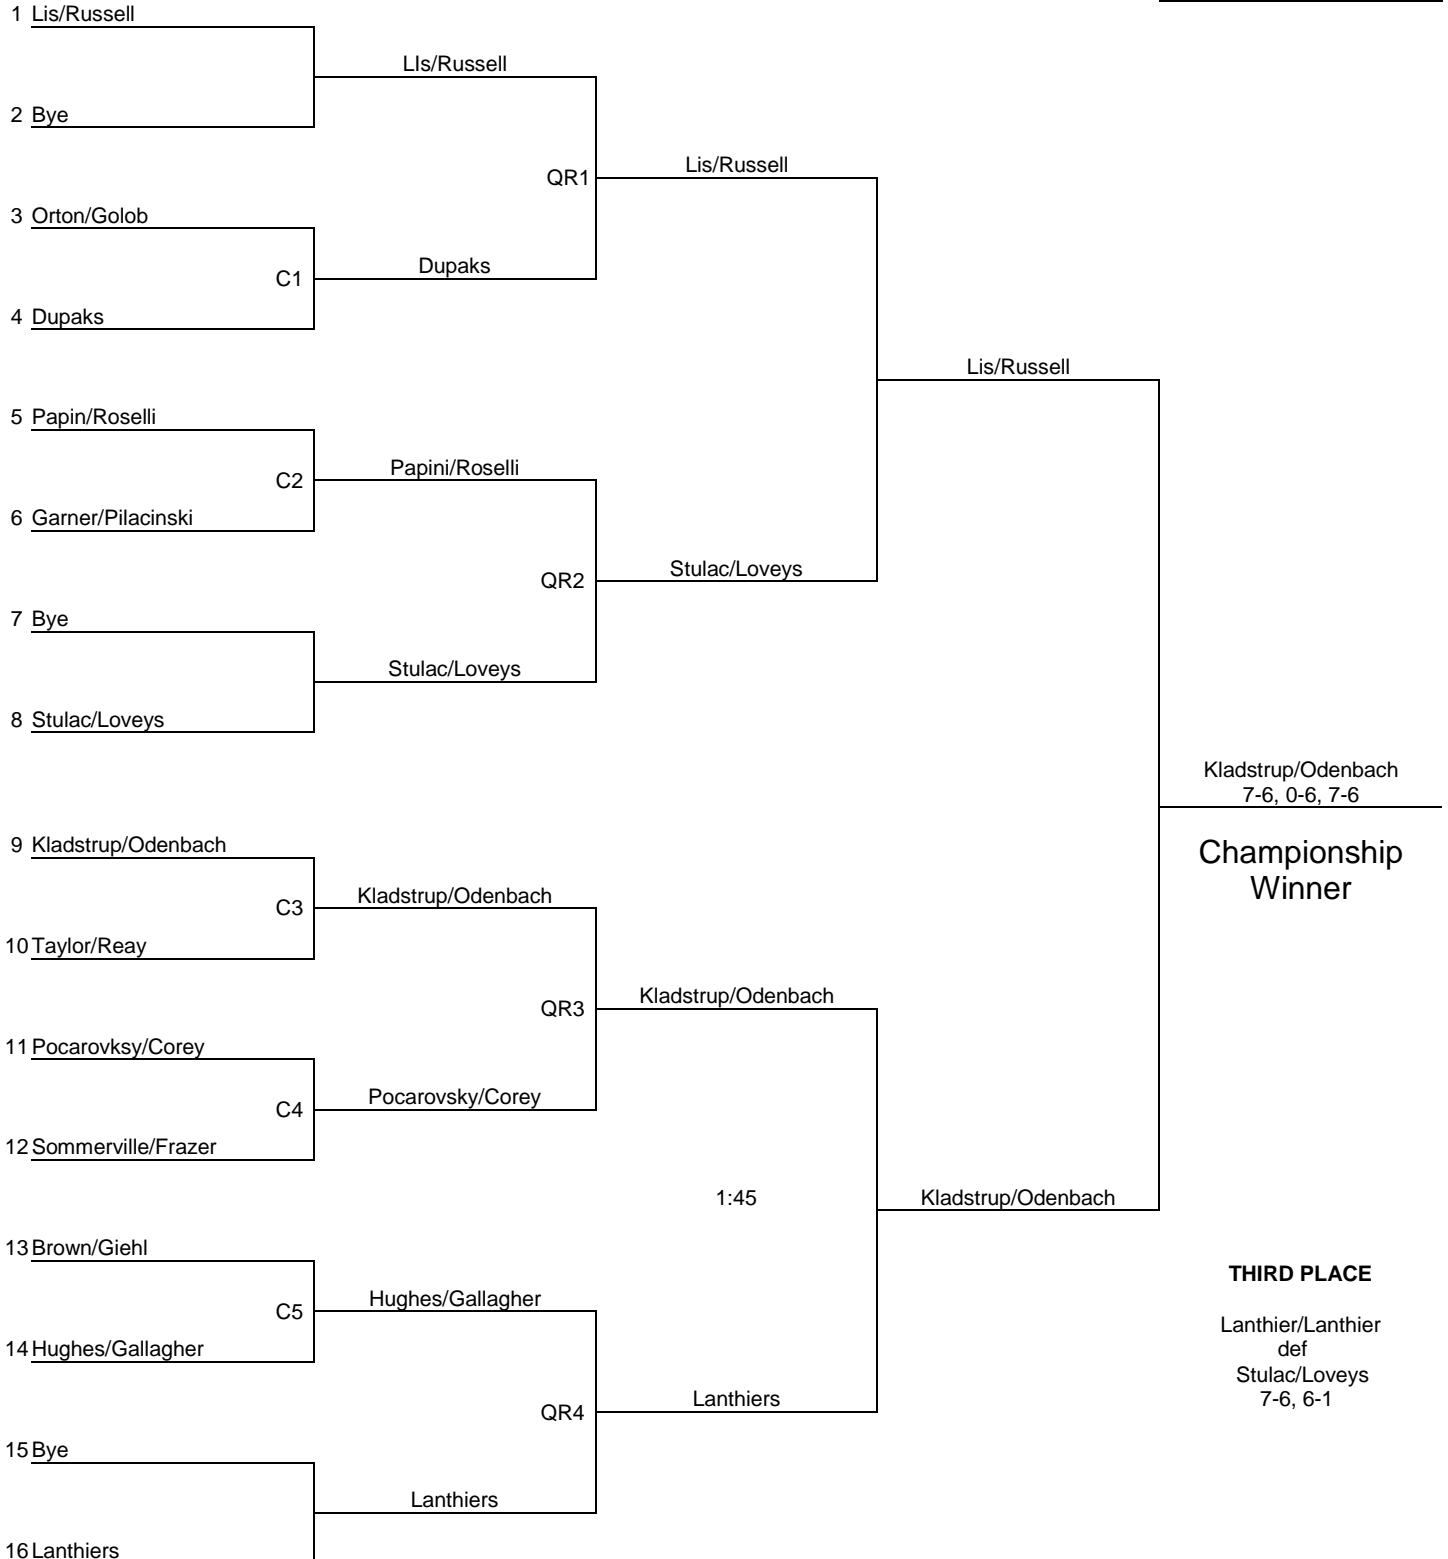 1 Lis/Russell
LIs/Russell
2 Bye
QR1
Lis/Russell
3 Orton/Golob
C1
Dupaks
4 Dupaks
Lis/Russell
5 Papin/Roselli
C2
Papini/Roselli
6 Garner/Pilacinski
QR2
Stulac/Loveys
7 Bye
Stulac/Loveys
8 Stulac/Loveys
Kladstrup/Odenbach
7-6, 0-6, 7-6
Championship
Winner
9 Kladstrup/Odenbach
C3
Kladstrup/Odenbach
10 Taylor/Reay
QR3
Kladstrup/Odenbach
11 Pocarovksy/Corey
C4
Pocarovsky/Corey
12 Sommerville/Frazer
1:45
Kladstrup/Odenbach
13 Brown/Giehl
C5
Hughes/Gallagher
14 Hughes/Gallagher
QR4
Lanthiers
15 Bye
Lanthiers
16 Lanthiers
THIRD PLACE
Lanthier/Lanthier
def
Stulac/Loveys
7-6, 6-1